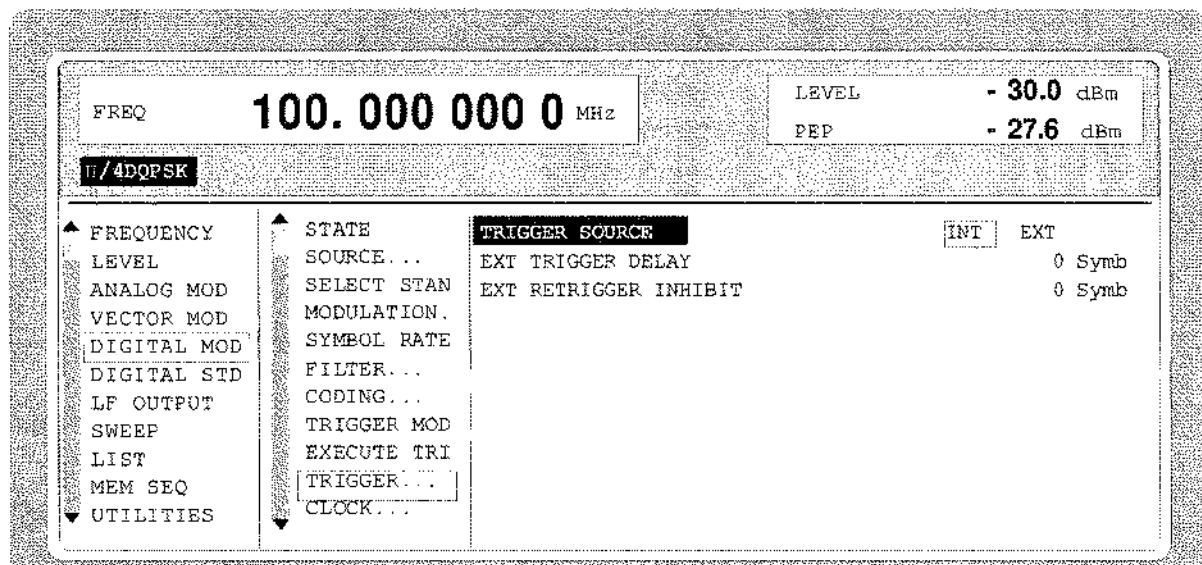 FREQ 100. 000 000 0 MHz
LEVEL - 30.0 dBm
PEP - 27.6 dBm
π/4DQPSK
FREQUENCY
LEVEL
ANALOG MOD
VECTOR MOD
DIGITAL MOD
DIGITAL STD
LF OUTPUT
SWEEP
LIST
MEM SEQ
UTILITIES
STATE
SOURCE...
SELECT STAN
MODULATION.
SYMBOL RATE
FILTER...
CODING...
TRIGGER MOD
EXECUTE TRI
TRIGGER...
CLOCK...
TRIGGER SOURCE INT EXT
EXT TRIGGER DELAY 0 Symb
EXT RETRIGGER INHIBIT 0 Symb